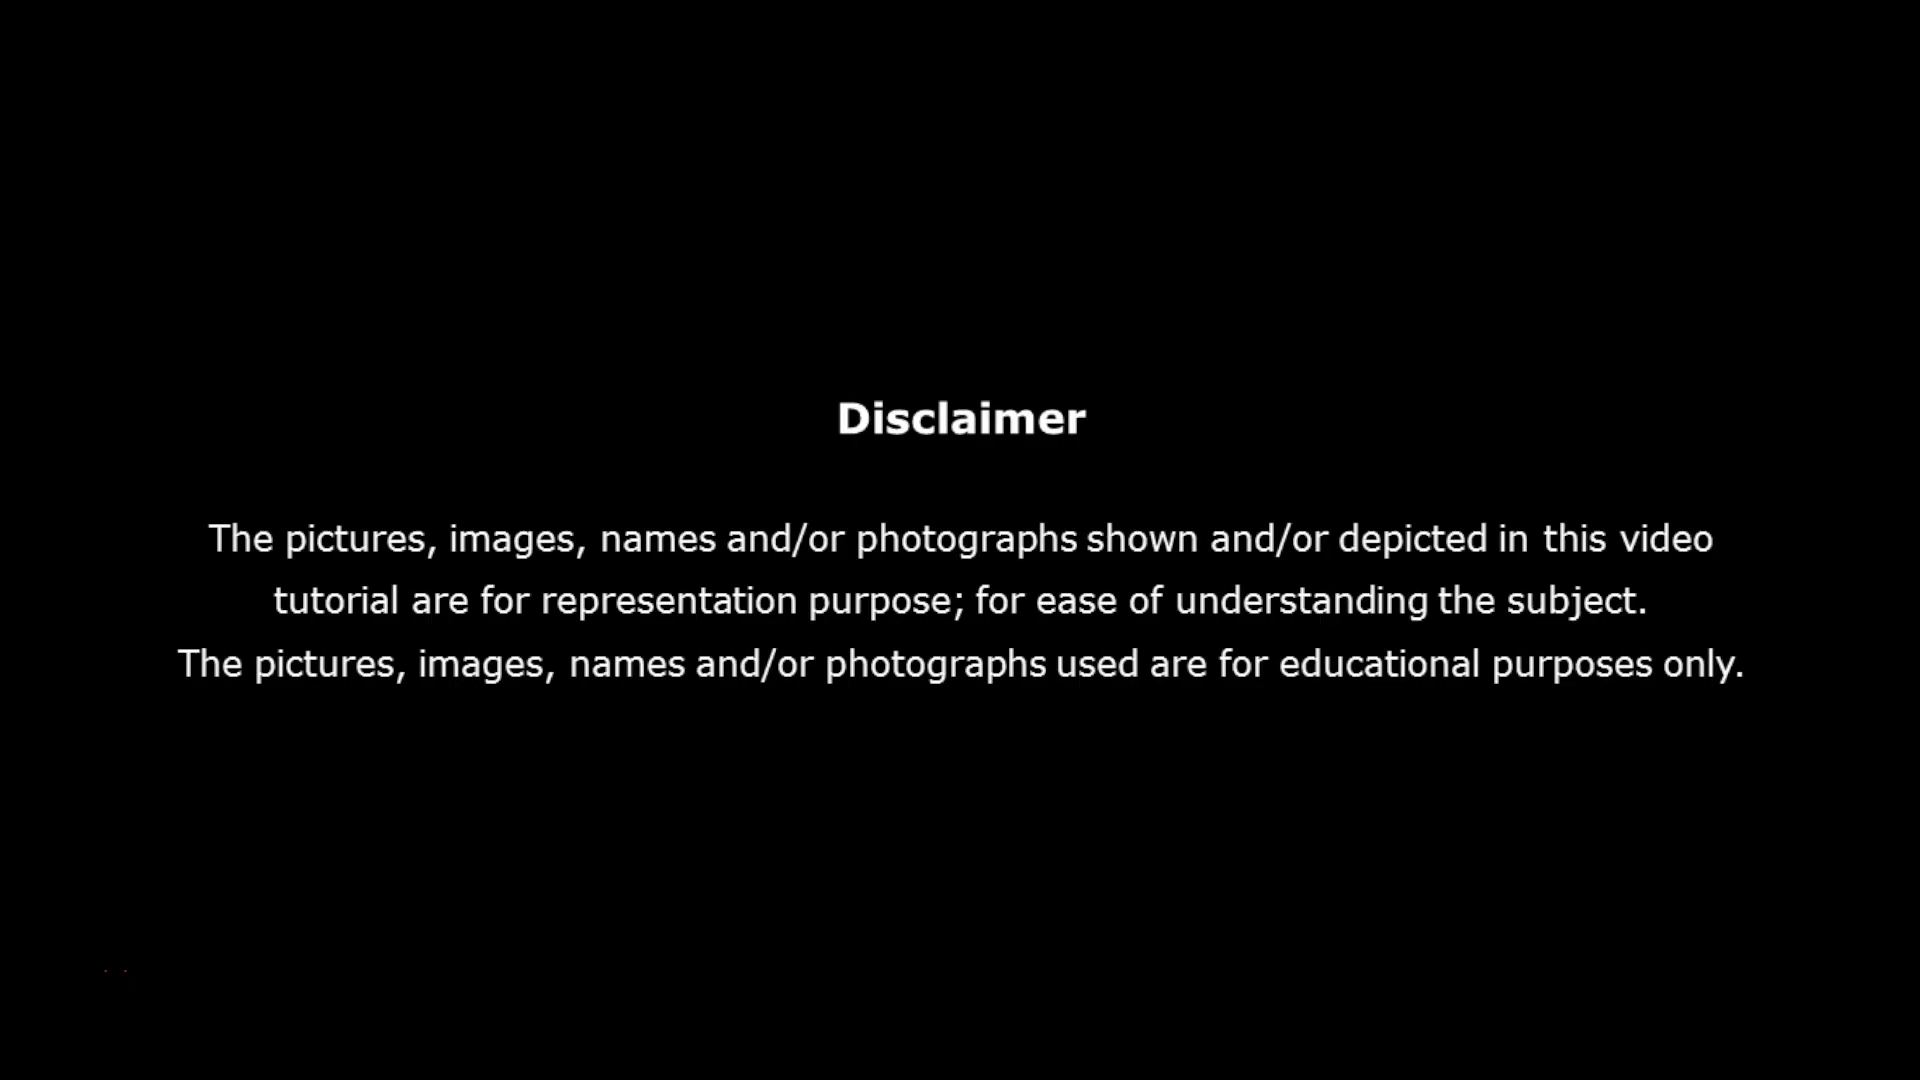 Disclaimer
The pictures, images, names and/or photographs shown and/or depicted in this video
tutorial are for representation purpose; for ease of understanding the subject.
The pictures, images, names and/or photographs used are for educational purposes only.